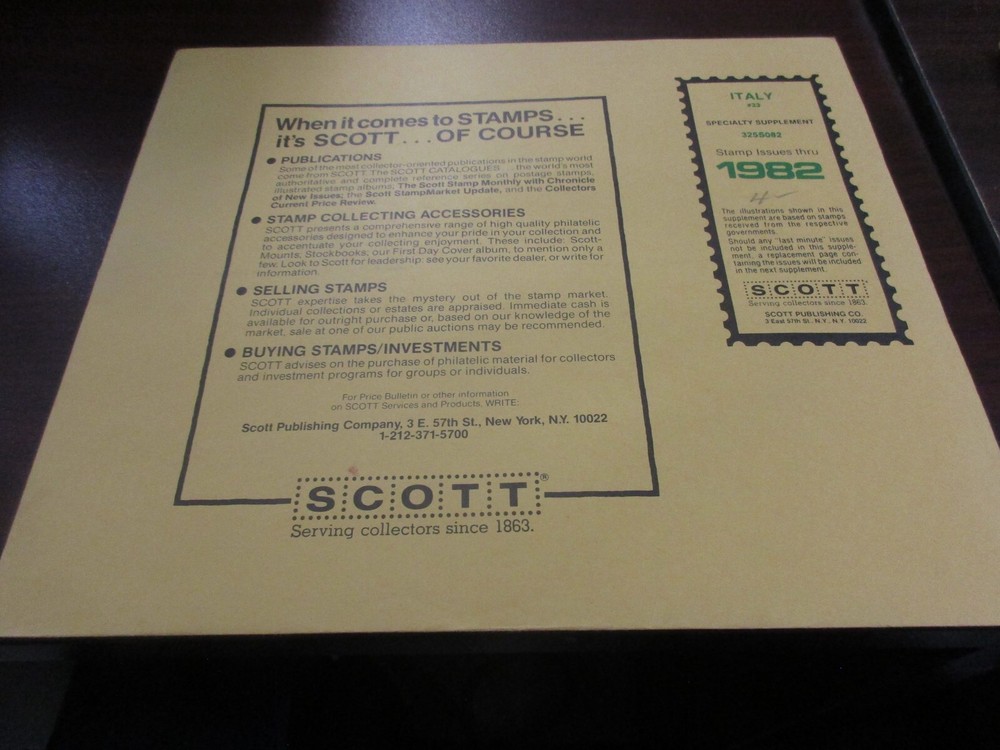 When it comes to STAMPS...
it's SCOTT...OF COURSE
● PUBLICATIONS
Some of the most collector-oriented publications in the stamp world
come from SCOTT. The SCOTT CATALOGUES ... the world's most
authoritative and complete reference series on postage stamps,
illustrated stamp albums; The Scott Stamp Monthly with Chronicle
of New Issues; the Scott StampMarket Update, and the Collectors
Current Price Review.
● STAMP COLLECTING ACCESSORIES
SCOTT presents a comprehensive range of high quality philatelic
accessories designed to enhance your pride in your collection and
to accentuate your collecting enjoyment. These include: Scott-
Mounts, Stockbooks, our First Day Cover album, to mention only a
few. Look to Scott for leadership: see your favorite dealer, or write for
information.
● SELLING STAMPS
SCOTT expertise takes the mystery out of the stamp market.
Individual collections or estates are appraised. Immediate cash is
available for outright purchase or, based on our knowledge of the
market, sale at one of our public auctions may be recommended.
● BUYING STAMPS/INVESTMENTS
SCOTT advises on the purchase of philatelic material for collectors
and investment programs for groups or individuals.
For Price Bulletin or other information
on SCOTT Services and Products, WRITE:
Scott Publishing Company, 3 E. 57th St., New York, N.Y. 10022
1-212-371-5700
SCOTT®
Serving collectors since 1863.
ITALY
#33
SPECIALTY SUPPLEMENT
325S082
Stamp Issues thru
1982
The illustrations shown in this
supplement are based on stamps
received from the respective
governments.
Should any "last minute" issues
not be included in this supple-
ment, a replacement page con-
taining the issues will be included
in the next supplement.
SCOTT
Serving collectors since 1863.
SCOTT PUBLISHING CO.
3 East 57th St., N.Y., N.Y. 10022